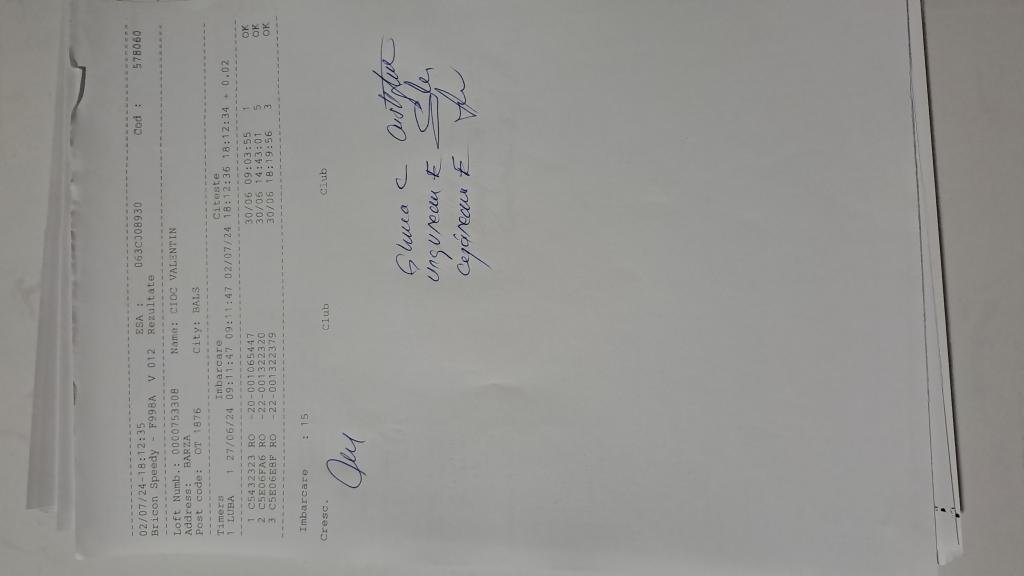 02/07/24-18:12:35 ESA : 063CJ08930 Cod : 578060
Bricon Speedy - F998A V 012 Rezultate
Loft Numb.: 0000753308 Name: CIOC VALENTIN
Address: BARZA
Post code: OT 1876 City: BALS
Timers Imbarcare Citeste
1 LUBA 1 27/06/24 09:11:47 09:11:47 02/07/24 18:12:36 18:12:34 + 0.02
1 C5432323 RO -20-001065447 30/06 09:03:55 1 OK
2 C5E06FA6 RO -22-001322320 30/06 14:43:01 5 OK
3 C5E06E8F RO -22-001322379 30/06 18:19:56 3 OK
Imbarcare : 15
Cresc. Club Club
Ungurean E